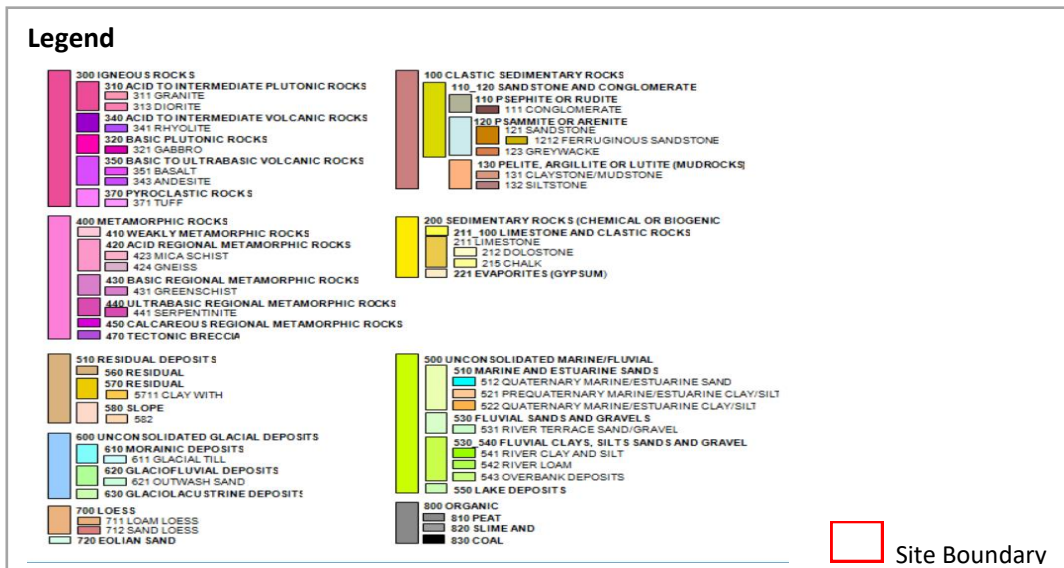 Legend
300 IGNEOUS ROCKS
310 ACID TO INTERMEDIATE PLUTONIC ROCKS
311 GRANITE
313 DIORITE
340 ACID TO INTERMEDIATE VOLCANIC ROCKS
341 RHYOLITE
320 BASIC PLUTONIC ROCKS
321 GABBRO
350 BASIC TO ULTRABASIC VOLCANIC ROCKS
351 BASALT
343 ANDESITE
370 PYROCLASTIC ROCKS
371 TUFF
400 METAMORPHIC ROCKS
410 WEAKLY METAMORPHIC ROCKS
420 ACID REGIONAL METAMORPHIC ROCKS
423 MICA SCHIST
424 GNEISS
430 BASIC REGIONAL METAMORPHIC ROCKS
431 GREENSCHIST
440 ULTRABASIC REGIONAL METAMORPHIC ROCKS
441 SERPENTINITE
450 CALCAREOUS REGIONAL METAMORPHIC ROCKS
470 TECTONIC BRECCIA
510 RESIDUAL DEPOSITS
560 RESIDUAL
570 RESIDUAL
5711 CLAY WITH
580 SLOPE
582
600 UNCONSOLIDATED GLACIAL DEPOSITS
610 MORAINIC DEPOSITS
611 GLACIAL TILL
620 GLACIOFLUVIAL DEPOSITS
621 OUTWASH SAND
630 GLACIOLACUSTRINE DEPOSITS
700 LOESS
711 LOAM LOESS
712 SAND LOESS
720 EOLIAN SAND
100 CLASTIC SEDIMENTARY ROCKS
110_120 SANDSTONE AND CONGLOMERATE
110 PSEPHITE OR RUDITE
111 CONGLOMERATE
120 PSAMMITE OR ARENITE
121 SANDSTONE
1212 FERRUGINOUS SANDSTONE
123 GREYWACKE
130 PELITE, ARGILLITE OR LUTITE (MUDROCKS)
131 CLAYSTONE/MUDSTONE
132 SILTSTONE
200 SEDIMENTARY ROCKS (CHEMICAL OR BIOGENIC
211_100 LIMESTONE AND CLASTIC ROCKS
211 LIMESTONE
212 DOLOSTONE
215 CHALK
221 EVAPORITES (GYPSUM)
500 UNCONSOLIDATED MARINE/FLUVIAL
510 MARINE AND ESTUARINE SANDS
512 QUATERNARY MARINE/ESTUARINE SAND
521 PREQUATERNARY MARINE/ESTUARINE CLAY/SILT
522 QUATERNARY MARINE/ESTUARINE CLAY/SILT
530 FLUVIAL SANDS AND GRAVELS
531 RIVER TERRACE SAND/GRAVEL
530_540 FLUVIAL CLAYS, SILTS SANDS AND GRAVEL
541 RIVER CLAY AND SILT
542 RIVER LOAM
543 OVERBANK DEPOSITS
550 LAKE DEPOSITS
800 ORGANIC
810 PEAT
820 SLIME AND
830 COAL
Site Boundary